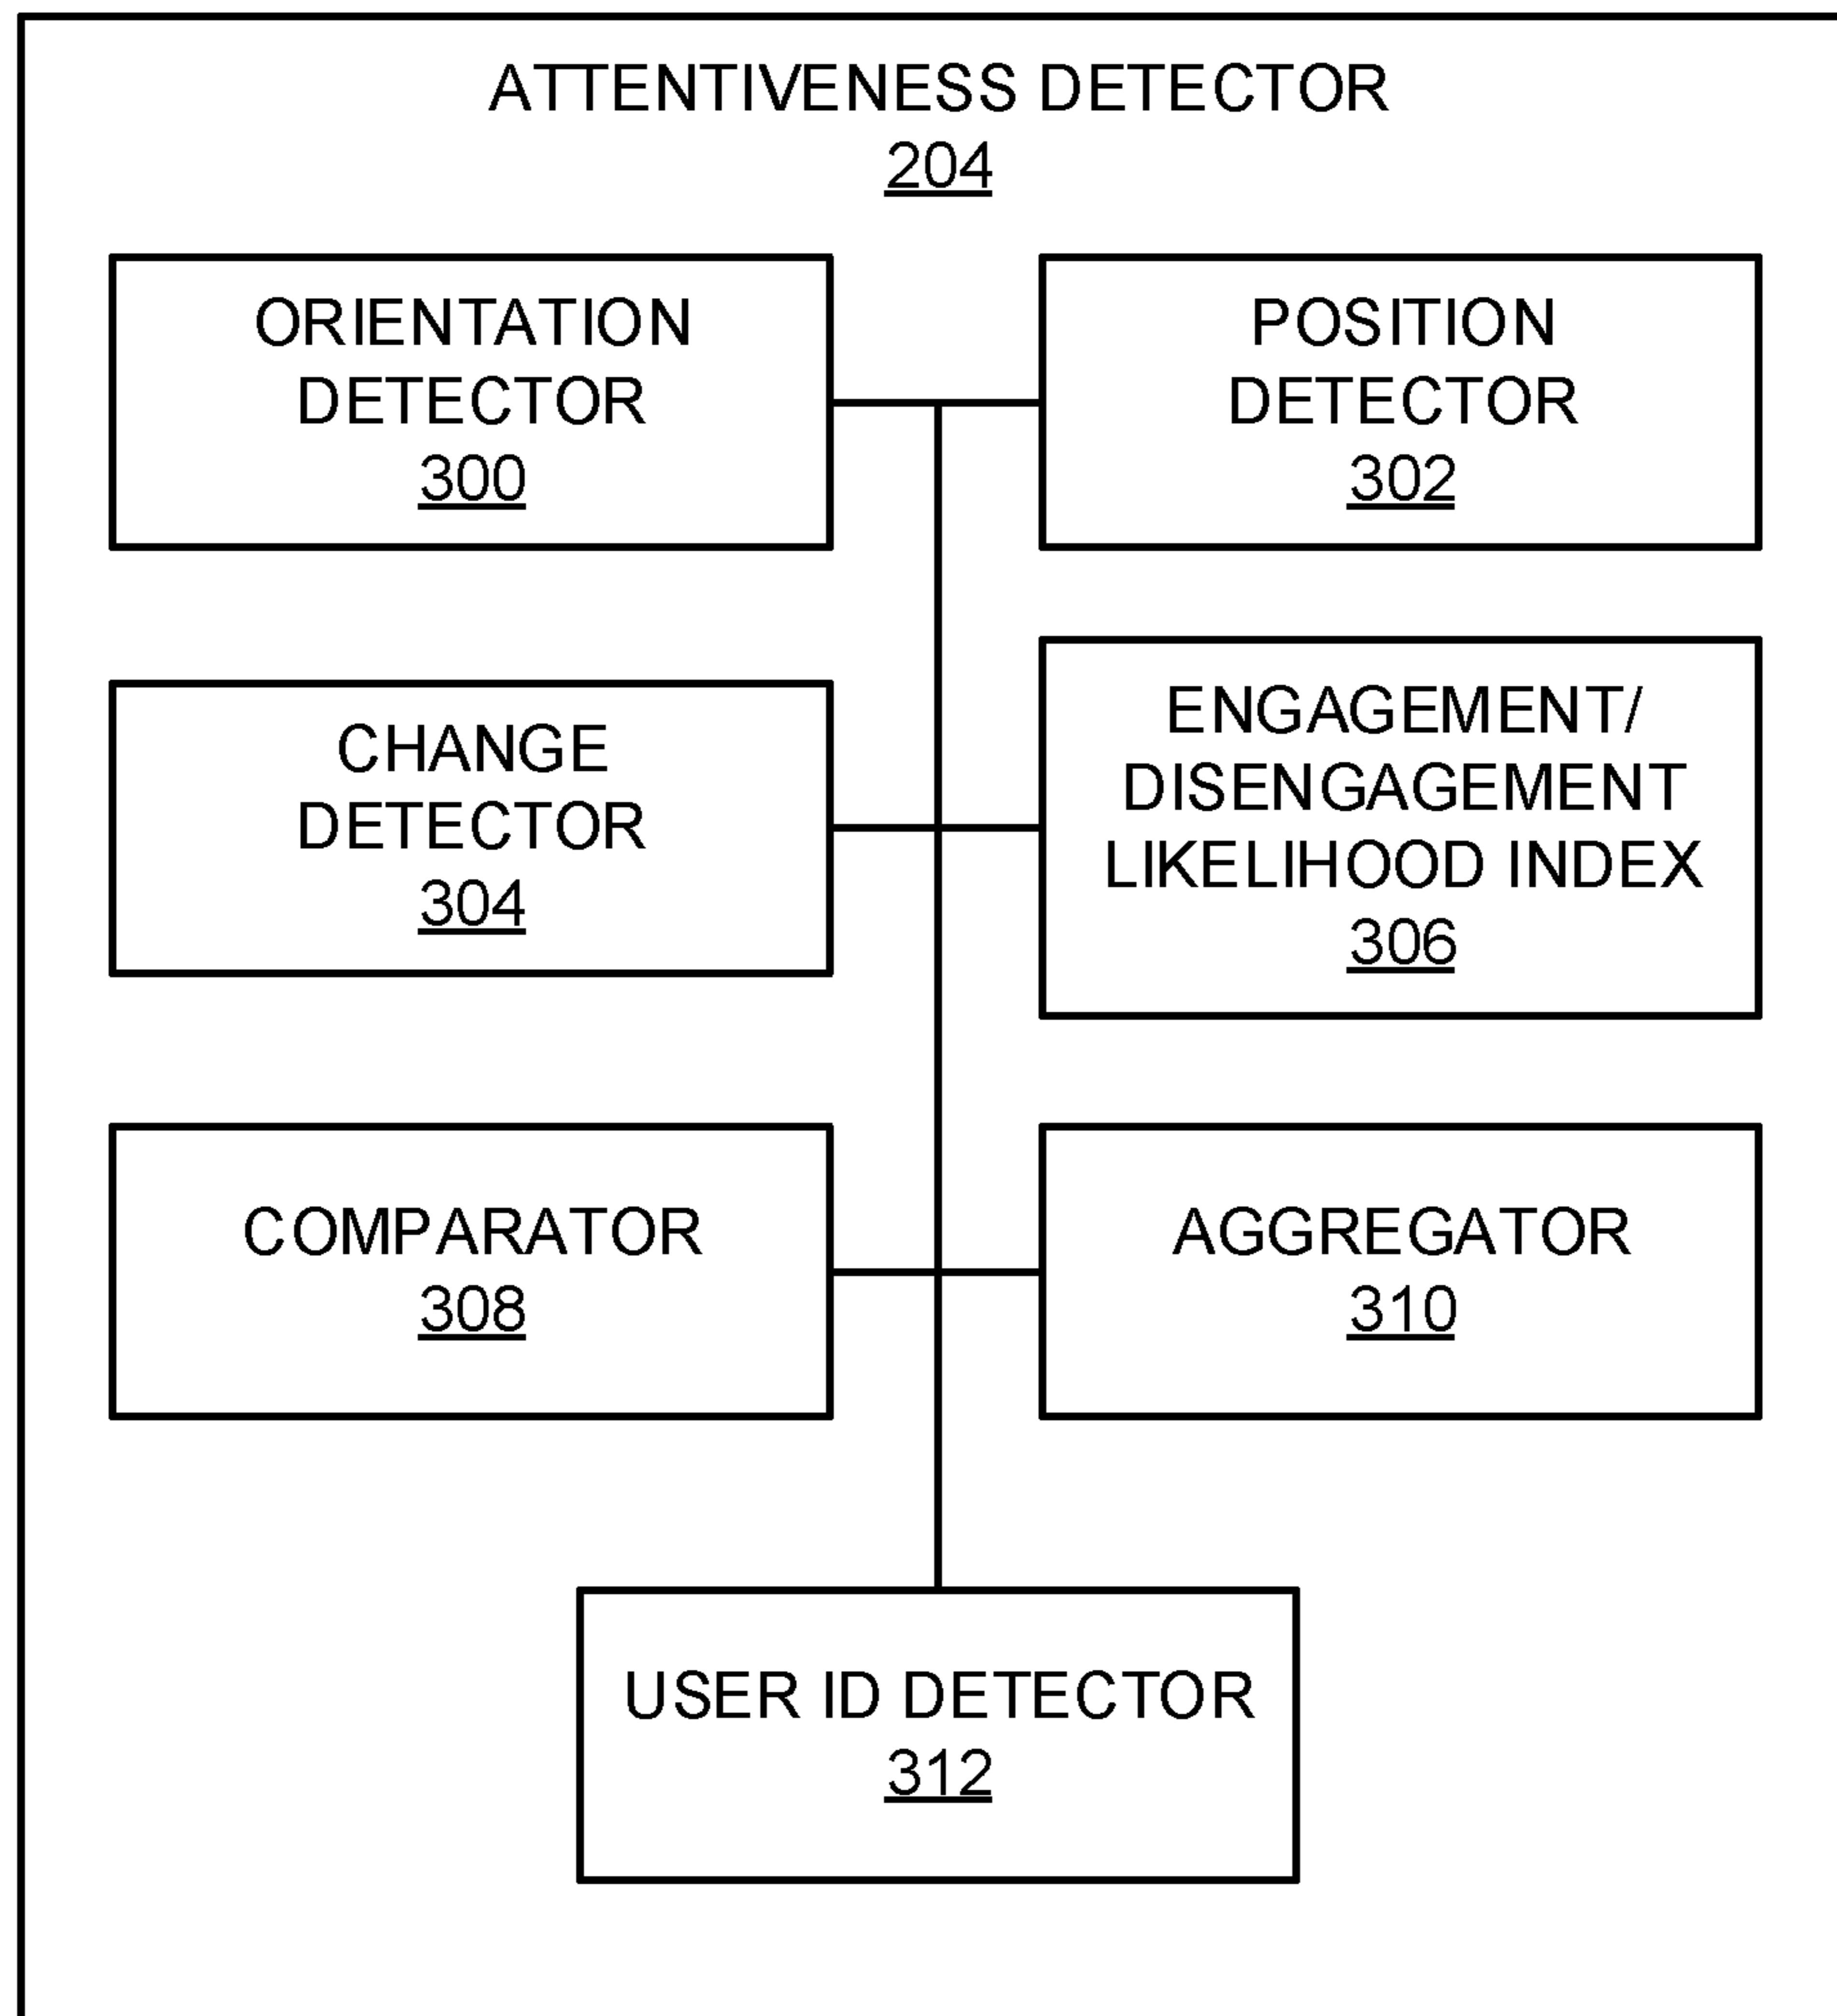 ATTENTIVENESS DETECTOR
204
ORIENTATION
DETECTOR
300
POSITION
DETECTOR
302
CHANGE
DETECTOR
304
ENGAGEMENT/
DISENGAGEMENT
LIKELIHOOD INDEX
306
COMPARATOR
308
AGGREGATOR
310
USER ID DETECTOR
312